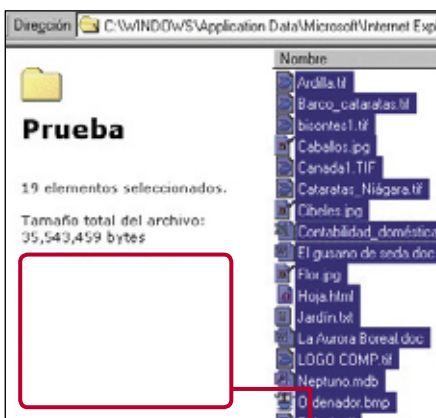 Dirección C:\WINDOWS\Application Data\Microsoft\Internet Exp
Prueba
19 elementos seleccionados.
Tamaño total del archivo:
35,543,459 bytes
Nombre
Ardilla.tif
Barco_cataratas.tif
bisontes1.tif
Caballos.jpg
Canada1.TIF
Cataratas_Niágara.tif
Cibeles.jpg
Contabilidad_doméstica
El gusano de seda.doc
Flor.jpg
Hoja.html
Jardín.txt
La Aurora Boreal.doc
LOGO COMP.tif
Neptuno.mdb
Ordenador.bmp